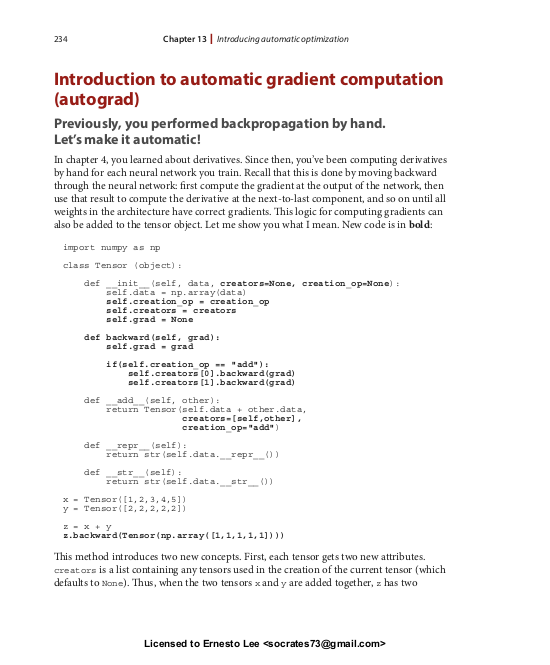 234
Chapter 13 | Introducing automatic optimization
Introduction to automatic gradient computation
(autograd)
Previously, you performed backpropagation by hand.
Let's make it automatic!
In chapter 4, you learned about derivatives. Since then, you've been computing derivatives
by hand for each neural network you train. Recall that this is done by moving backward
through the neural network: first compute the gradient at the output of the network, then
use that result to compute the derivative at the next-to-last component, and so on until all
weights in the architecture have correct gradients. This logic for computing gradients can
also be added to the tensor object. Let me show you what I mean. New code is in bold:
import numpy as np
class Tensor (object):
def __init__(self, data, creators=None, creation_op=None):
self.data = np.array(data)
self.creation_op = creation_op
self.creators = creators
self.grad = None
def backward(self, grad):
self.grad = grad
if(self.creation_op == "add"):
self.creators[0].backward(grad)
self.creators[1].backward(grad)
def __add__(self, other):
return Tensor(self.data + other.data,
creators=[self,other],
creation_op="add")
def __repr__(self):
return str(self.data.__repr__())
def __str__(self):
return str(self.data.__str__())
x = Tensor([1,2,3,4,5])
y = Tensor([2,2,2,2,2])
z = x + y
z.backward(Tensor(np.array([1,1,1,1,1])))
This method introduces two new concepts. First, each tensor gets two new attributes.
creators is a list containing any tensors used in the creation of the current tensor (which
defaults to None). Thus, when the two tensors x and y are added together, z has two
Licensed to Ernesto Lee <socrates73@gmail.com>